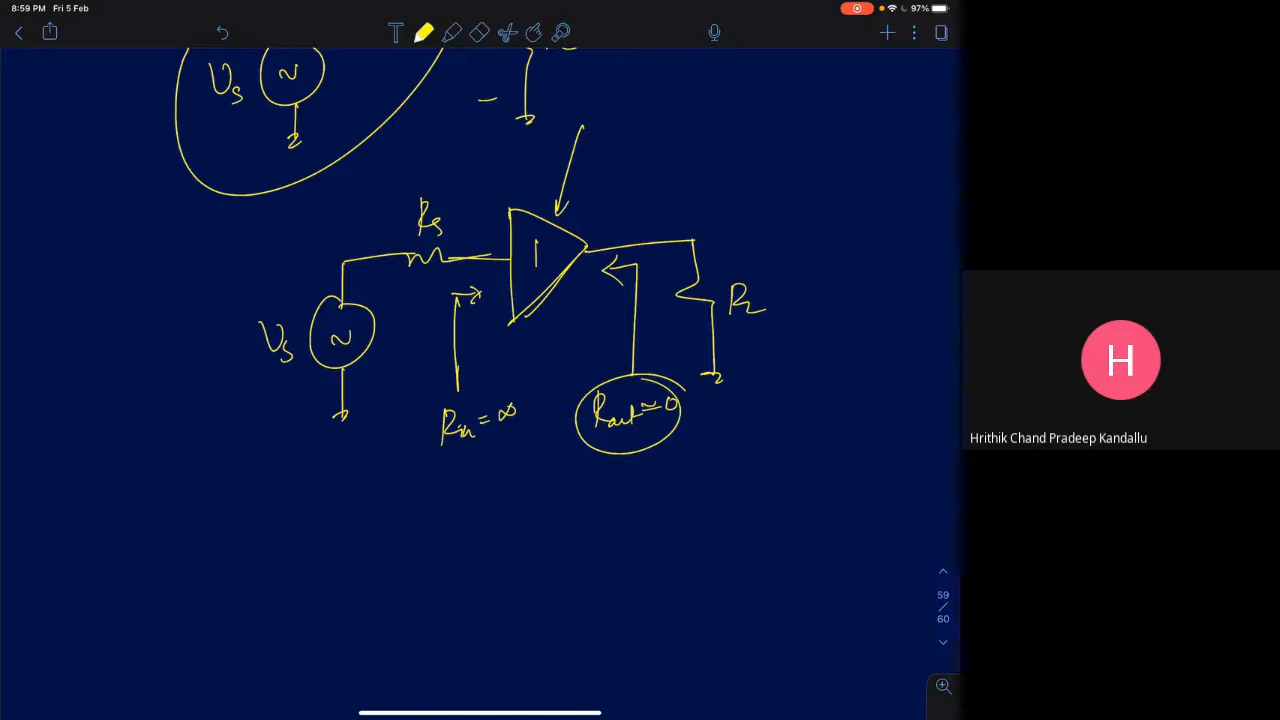 8:59 PM Fri 5 Feb
97%
T
Vs
Rs
1
Vs
RL
Rin = ∞
Rout ≃ 0
H
Hrithik Chand Pradeep Kandallu
59
/
60